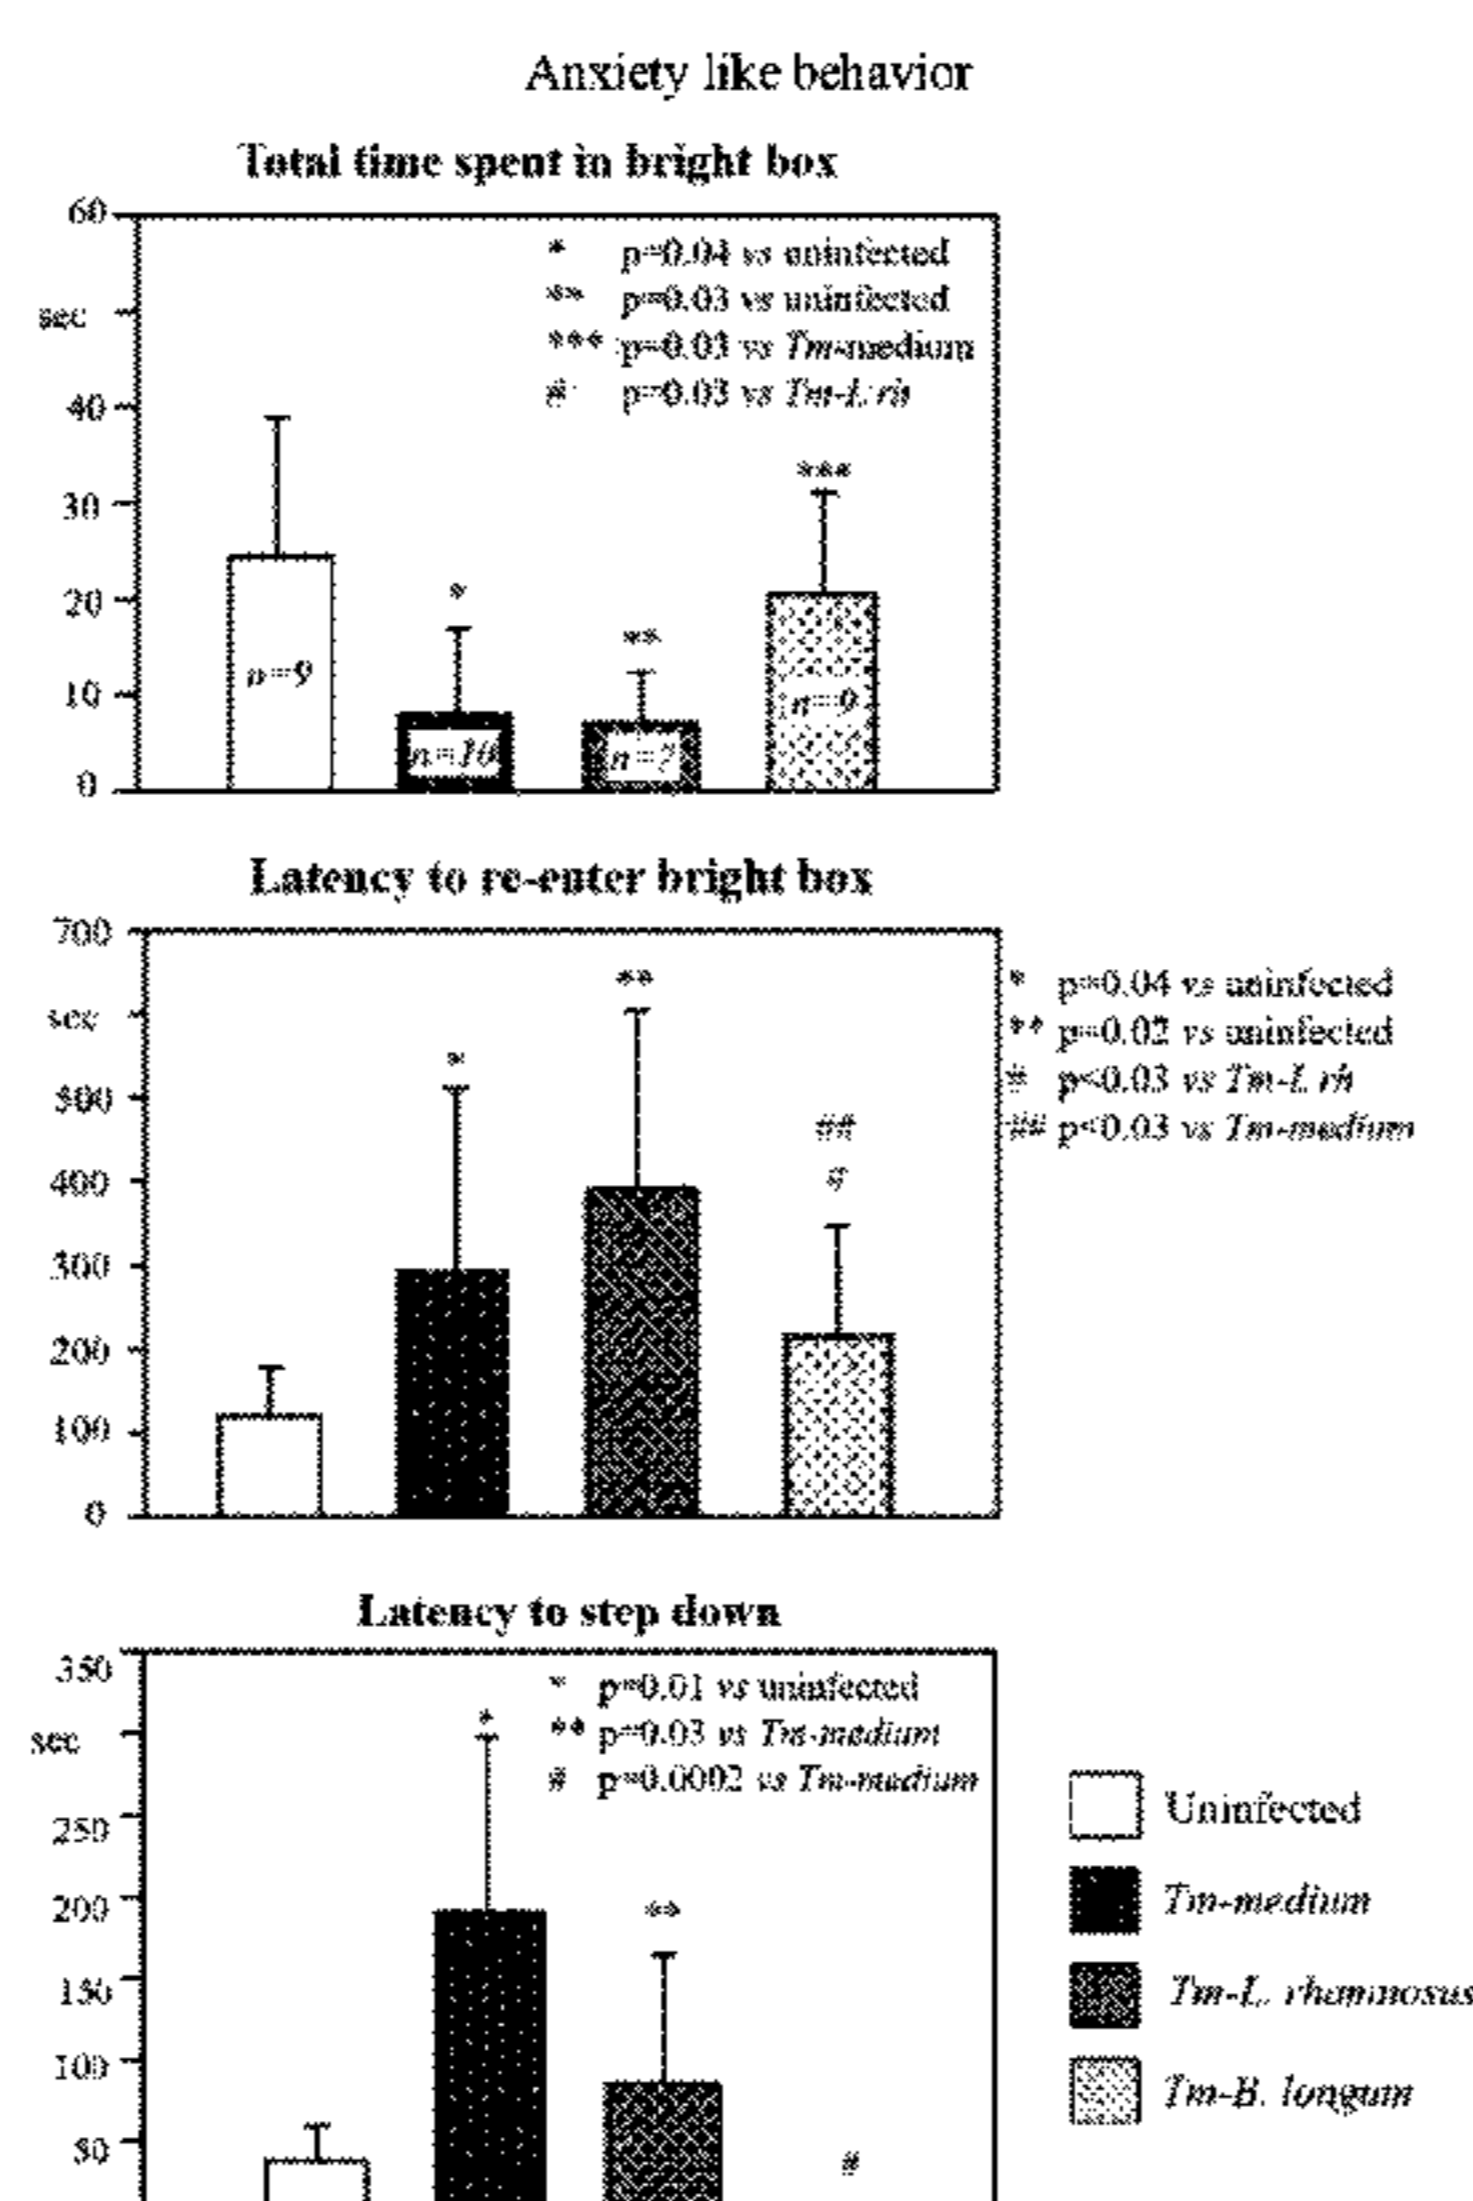 Anxiety like behavior
Total time spent in bright box
60
sec
40
30
20
10
0
* p=0.04 vs uninfected
** p=0.03 vs uninfected
*** p=0.03 vs Tm-medium
# p=0.03 vs Tm-L.rh
*
**
***
n=9
n=10
n=7
n=9
Latency to re-enter bright box
700
sec
500
400
300
200
100
0
*
**
##
#
* p=0.04 vs uninfected
** p=0.02 vs uninfected
# p<0.03 vs Tm-L.rh
## p<0.03 vs Tm-medium
Latency to step down
350
sec
250
200
150
100
50
* p=0.01 vs uninfected
** p=0.03 vs Tm-medium
# p=0.0002 vs Tm-medium
*
**
#
Uninfected
Tm-medium
Tm-L. rhamnosus
Tm-B. longum